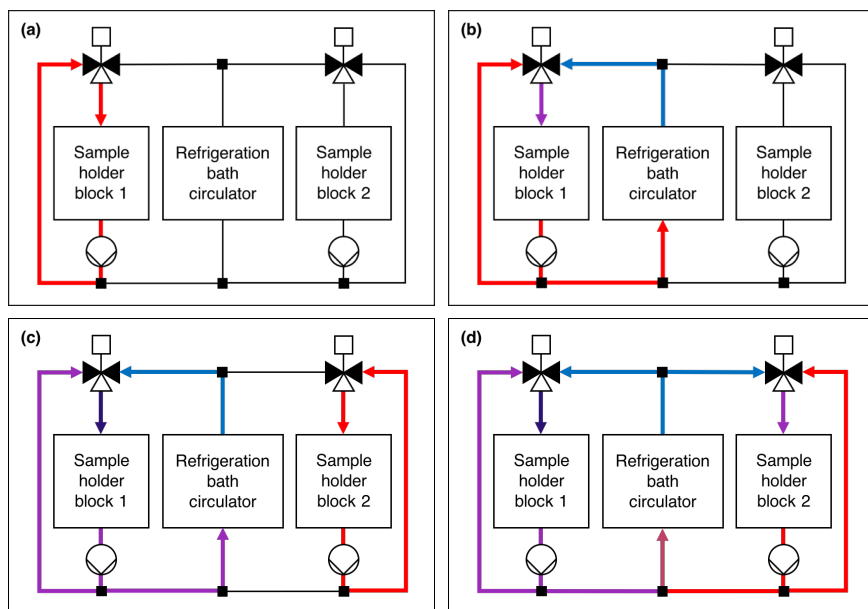 (a)
Sample
holder
block 1
Refrigeration
bath
circulator
Sample
holder
block 2
(b)
Sample
holder
block 1
Refrigeration
bath
circulator
Sample
holder
block 2
(c)
Sample
holder
block 1
Refrigeration
bath
circulator
Sample
holder
block 2
(d)
Sample
holder
block 1
Refrigeration
bath
circulator
Sample
holder
block 2